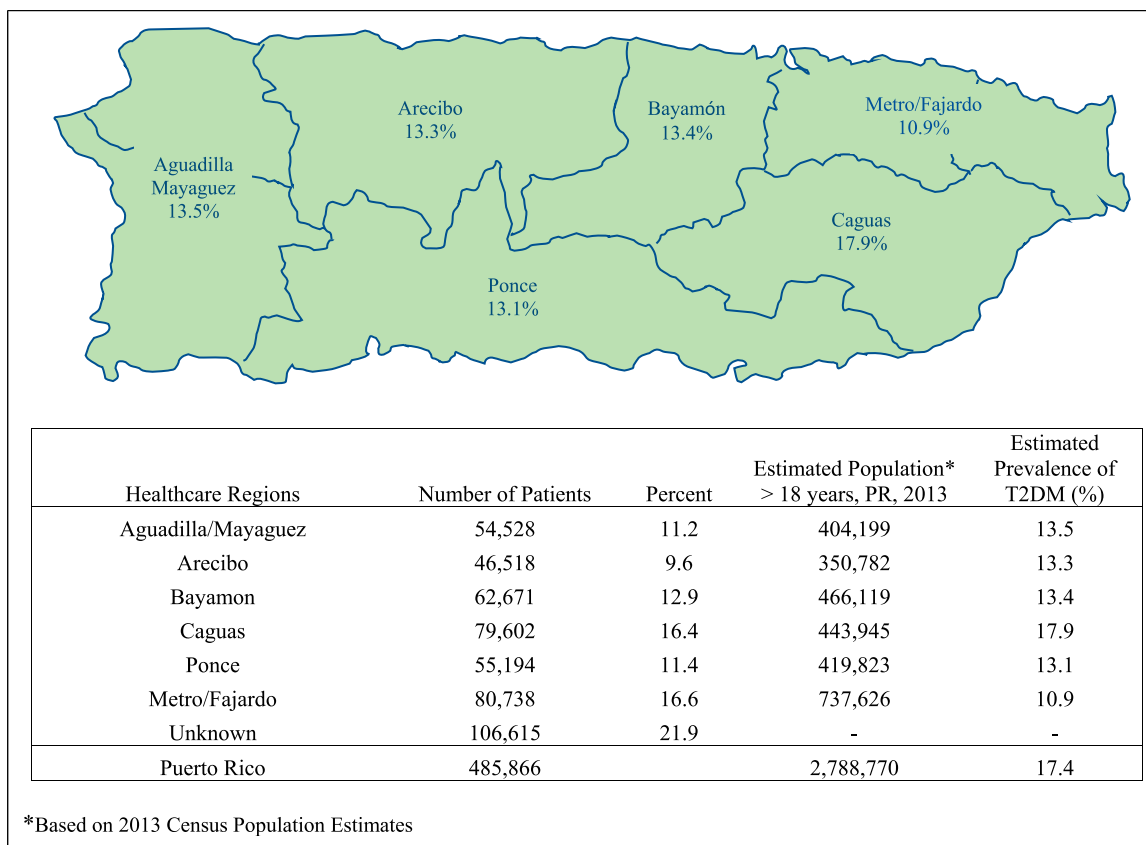 Arecibo
13.3%
Bayamón
13.4%
Metro/Fajardo
10.9%
Aguadilla
Mayaguez
13.5%
Caguas
17.9%
Ponce
13.1%
Healthcare Regions Number of Patients Percent Estimated Population* > 18 years, PR, 2013 Estimated Prevalence of T2DM (%)
Aguadilla/Mayaguez 54,528 11.2 404,199 13.5
Arecibo 46,518 9.6 350,782 13.3
Bayamon 62,671 12.9 466,119 13.4
Caguas 79,602 16.4 443,945 17.9
Ponce 55,194 11.4 419,823 13.1
Metro/Fajardo 80,738 16.6 737,626 10.9
Unknown 106,615 21.9 - -
Puerto Rico 485,866 2,788,770 17.4
*Based on 2013 Census Population Estimates